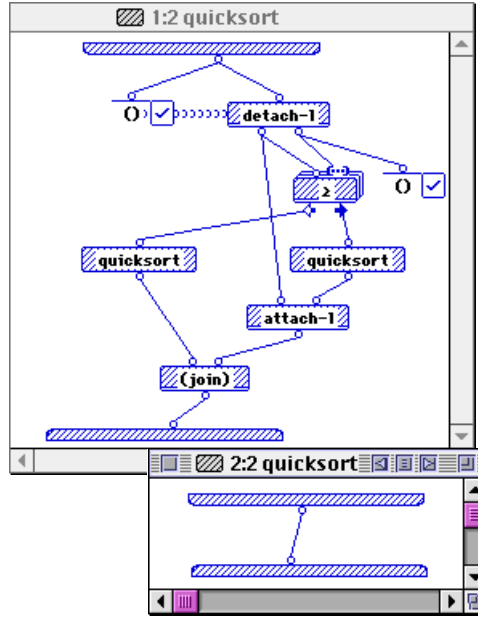 1:2 quicksort
()
detach-1
≥
()
quicksort
quicksort
attach-1
(join)
2:2 quicksort